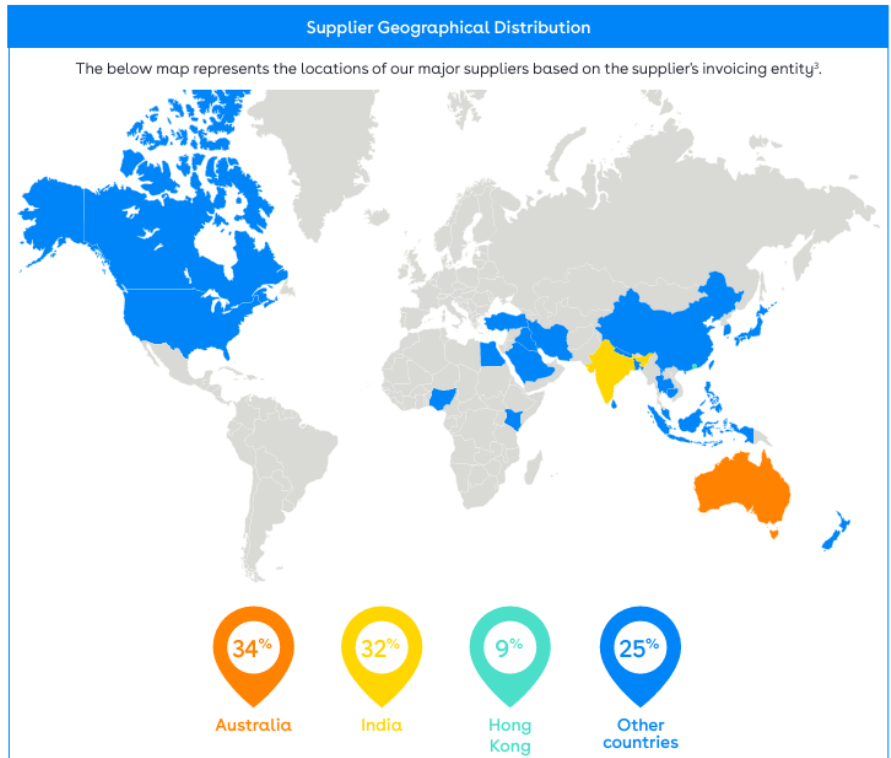 Supplier Geographical Distribution
The below map represents the locations of our major suppliers based on the supplier's invoicing entity³.
34%
32%
9%
25%
Australia
India
Hong
Kong
Other
countries